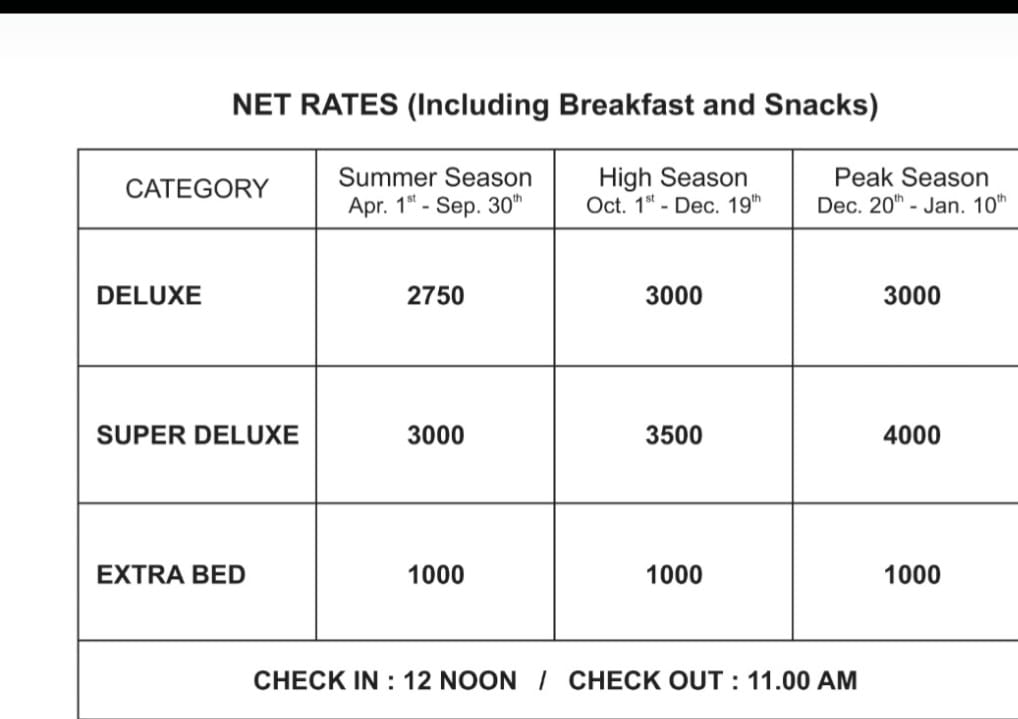 NET RATES (Including Breakfast and Snacks)
CATEGORY
Summer Season
Apr. 1st - Sep. 30th
High Season
Oct. 1st - Dec. 19th
Peak Season
Dec. 20th - Jan. 10th
DELUXE 2750 3000 3000
SUPER DELUXE 3000 3500 4000
EXTRA BED 1000 1000 1000
CHECK IN : 12 NOON / CHECK OUT : 11.00 AM